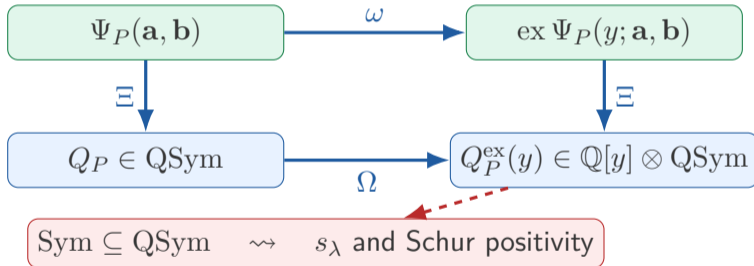 Ψ_P(𝐚, 𝐛) ω ex Ψ_P(y; 𝐚, 𝐛)
Ξ Ξ
Q_P ∈ QSym Ω Q_P^ex(y) ∈ ℚ[y] ⊗ QSym
Sym ⊆ QSym ⇝ s_λ and Schur positivity